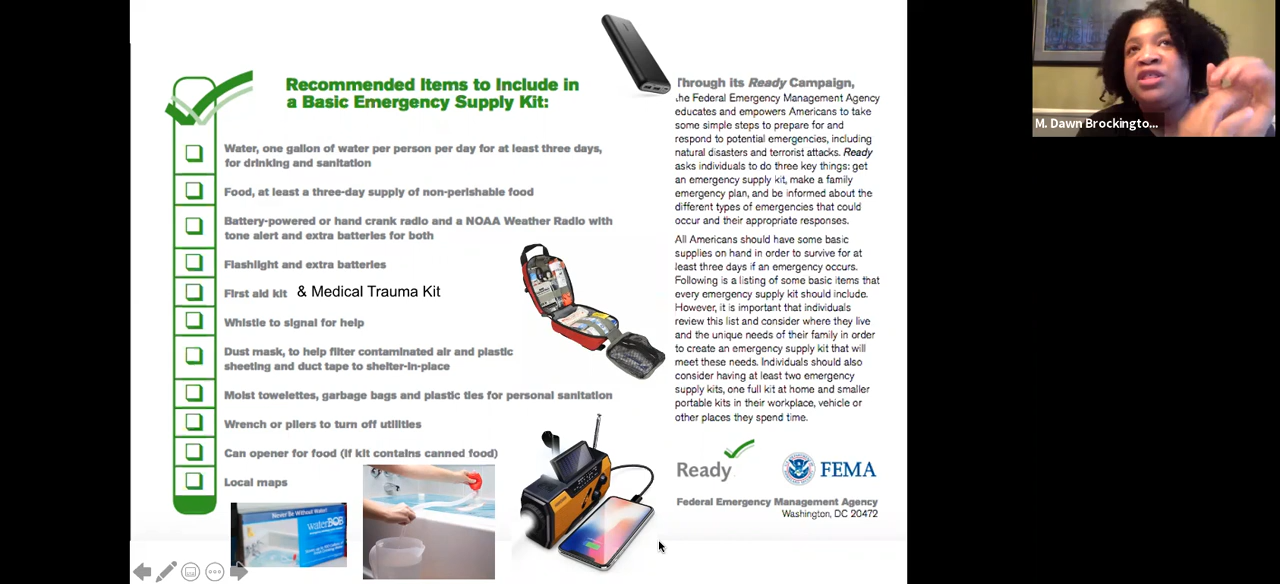 Recommended Items to Include in
a Basic Emergency Supply Kit:
Water, one gallon of water per person per day for at least three days,
for drinking and sanitation
Food, at least a three-day supply of non-perishable food
Battery-powered or hand crank radio and a NOAA Weather Radio with
tone alert and extra batteries for both
Flashlight and extra batteries
First aid kit & Medical Trauma Kit
Whistle to signal for help
Dust mask, to help filter contaminated air and plastic
sheeting and duct tape to shelter-in-place
Moist towelettes, garbage bags and plastic ties for personal sanitation
Wrench or pliers to turn off utilities
Can opener for food (if kit contains canned food)
Local maps
Never Be Without Water!
waterBOB
Through its Ready Campaign,
the Federal Emergency Management Agency
educates and empowers Americans to take
some simple steps to prepare for and
respond to potential emergencies, including
natural disasters and terrorist attacks. Ready
asks individuals to do three key things: get
an emergency supply kit, make a family
emergency plan, and be informed about the
different types of emergencies that could
occur and their appropriate responses.
All Americans should have some basic
supplies on hand in order to survive for at
least three days if an emergency occurs.
Following is a listing of some basic items that
every emergency supply kit should include.
However, it is important that individuals
review this list and consider where they live
and the unique needs of their family in order
to create an emergency supply kit that will
meet these needs. Individuals should also
consider having at least two emergency
supply kits, one full kit at home and smaller
portable kits in their workplace, vehicle or
other places they spend time.
Ready
FEMA
Federal Emergency Management Agency
Washington, DC 20472
M. Dawn Brockingto...